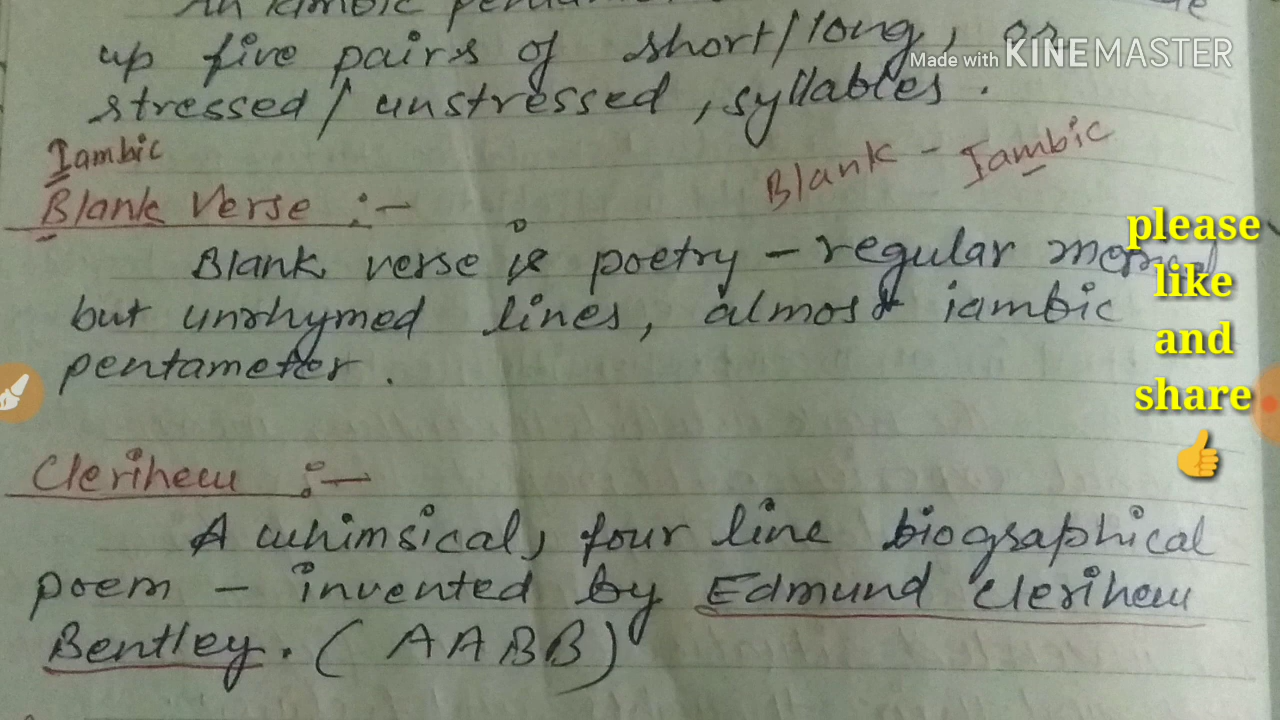 An iambic
up five pairs of short/long, or
Made with KINEMASTER
stressed/unstressed, syllables.
Iambic
Blank - Iambic
Blank Verse :-
please
like
and
share
Blank verse is poetry - regular
but unrhymed lines, almost iambic
pentameter.
Clerihew :-
A whimsical, four line biographical
poem - invented by Edmund Clerihew
Bentley. (AABB)